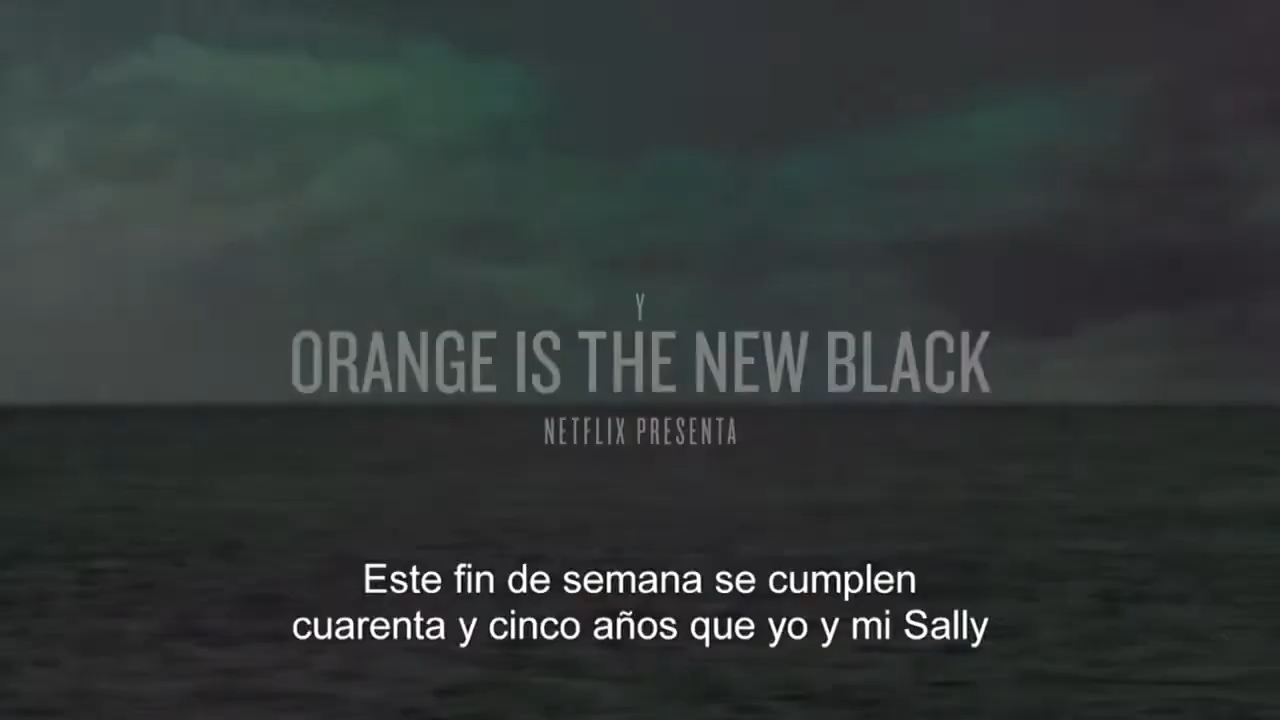 Y
ORANGE IS THE NEW BLACK
NETFLIX PRESENTA
Este fin de semana se cumplen
cuarenta y cinco años que yo y mi Sally